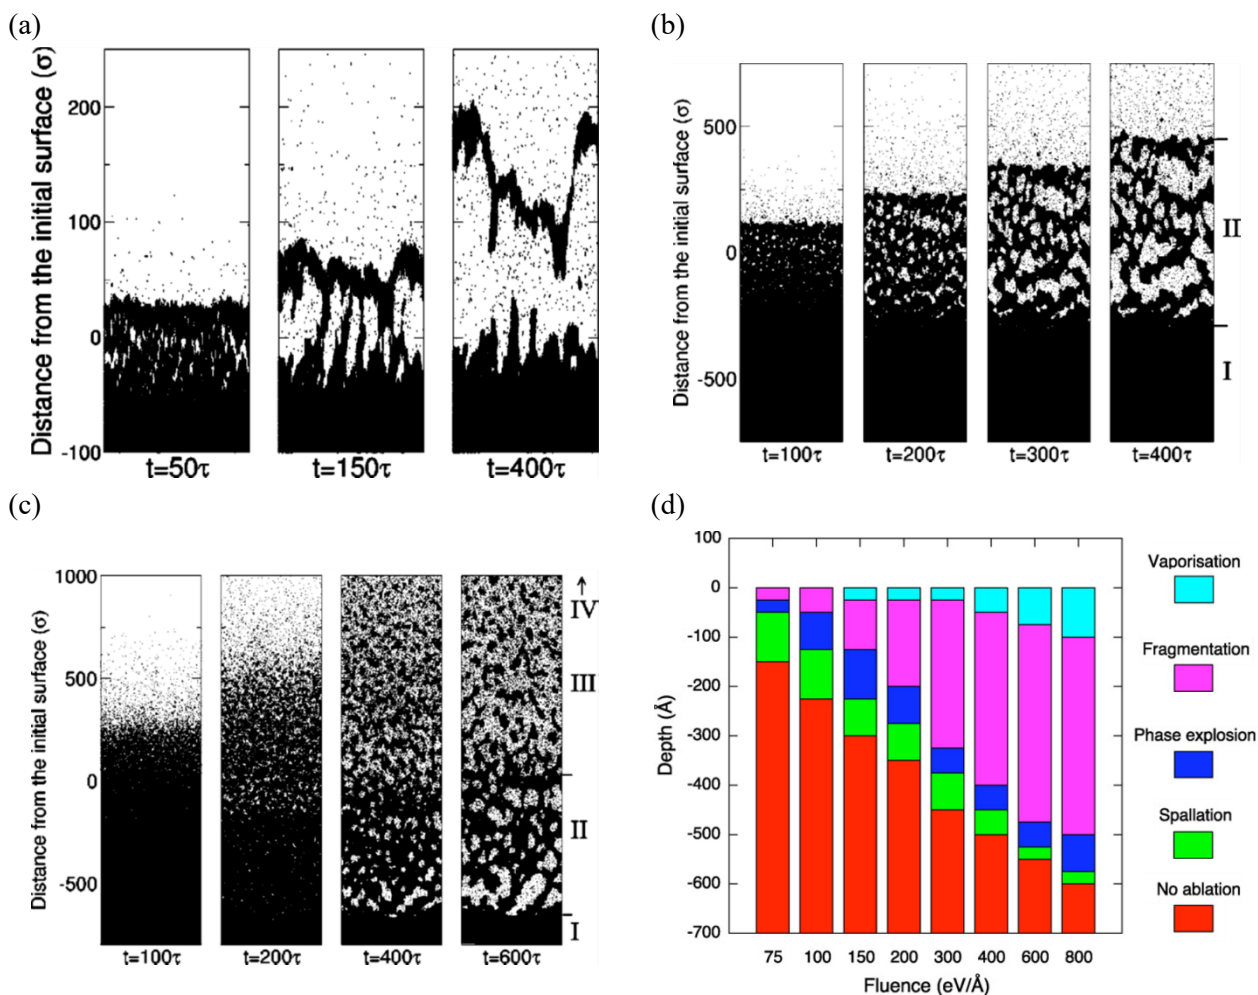 (a)
Distance from the initial surface (σ)
200
100
0
-100
t=50τ
t=150τ
t=400τ
(b)
Distance from the initial surface (σ)
500
0
-500
II
I
t=100τ
t=200τ
t=300τ
t=400τ
(c)
Distance from the initial surface (σ)
1000
500
0
-500
IV
III
II
I
t=100τ
t=200τ
t=400τ
t=600τ
(d)
Depth (Å)
100
0
-100
-200
-300
-400
-500
-600
-700
75 100 150 200 300 400 600 800
Fluence (eV/Å)
Vaporisation
Fragmentation
Phase explosion
Spallation
No ablation